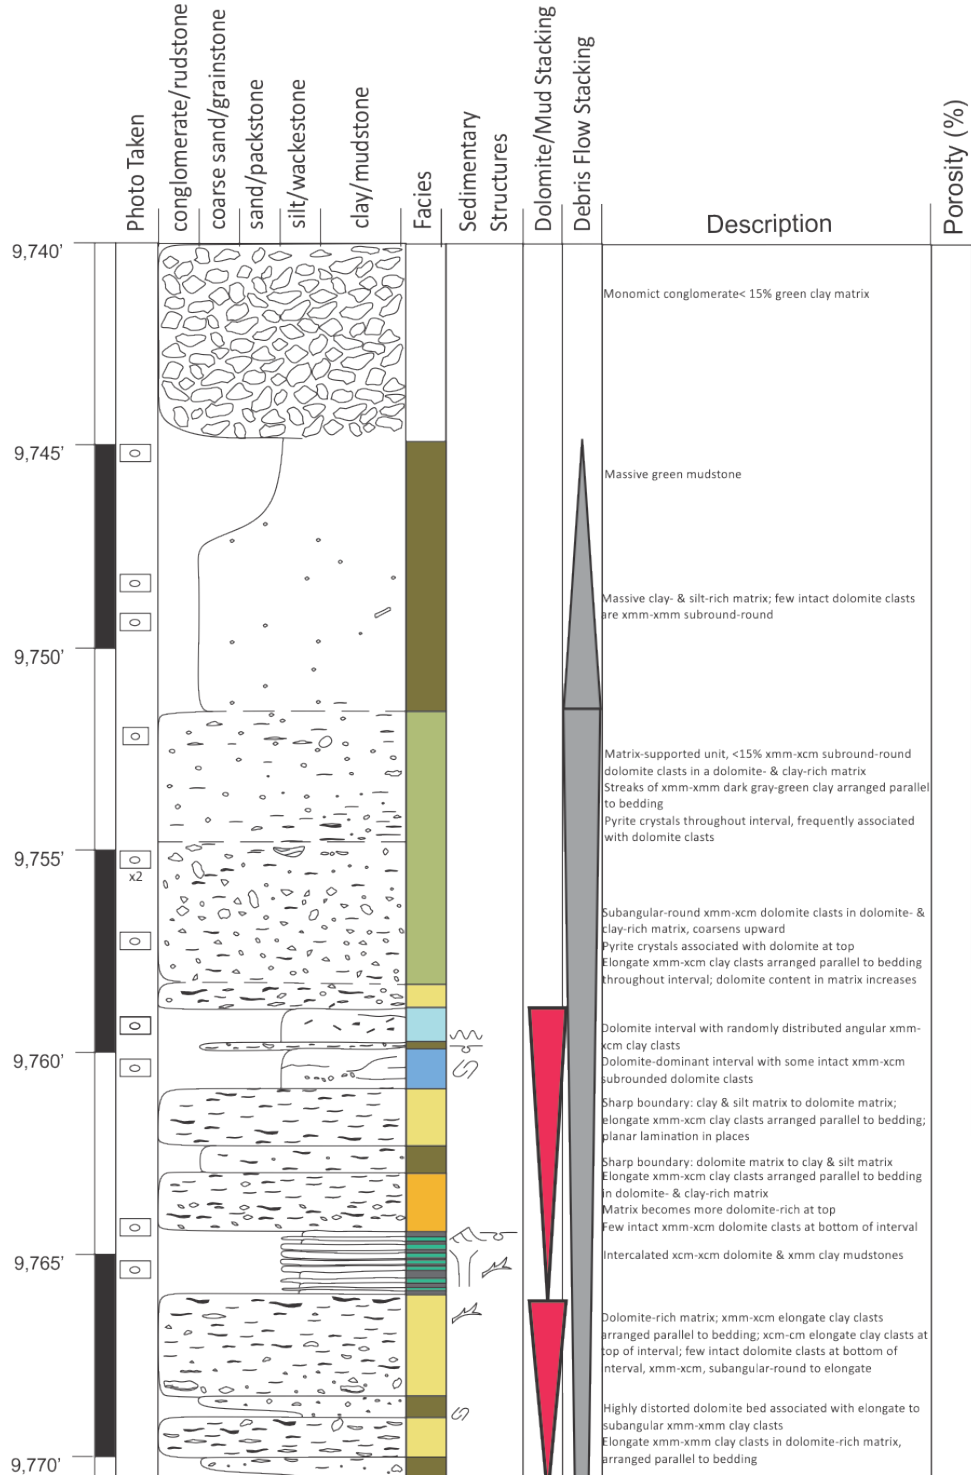 Photo Taken
conglomerate/rudstone
coarse sand/grainstone
sand/packstone
silt/wackestone
clay/mudstone
Facies
Sedimentary
Structures
Dolomite/Mud Stacking
Debris Flow Stacking
Description
Porosity (%)
9,740’
Monomict conglomerate< 15% green clay matrix
9,745’
Massive green mudstone
Massive clay- & silt-rich matrix; few intact dolomite clasts
are xmm-xmm subround-round
9,750’
Matrix-supported unit, <15% xmm-xcm subround-round
dolomite clasts in a dolomite- & clay-rich matrix
Streaks of xmm-xmm dark gray-green clay arranged parallel
to bedding
Pyrite crystals throughout interval, frequently associated
with dolomite clasts
9,755’
x2
Subangular-round xmm-xcm dolomite clasts in dolomite- &
clay-rich matrix, coarsens upward
Pyrite crystals associated with dolomite at top
Elongate xmm-xcm clay clasts arranged parallel to bedding
throughout interval; dolomite content in matrix increases
Dolomite interval with randomly distributed angular xmm-
xcm clay clasts
9,760’
Dolomite-dominant interval with some intact xmm-xcm
subrounded dolomite clasts
Sharp boundary: clay & silt matrix to dolomite matrix;
elongate xmm-xcm clay clasts arranged parallel to bedding;
planar lamination in places
Sharp boundary: dolomite matrix to clay & silt matrix
Elongate xmm-xcm clay clasts arranged parallel to bedding
in dolomite- & clay-rich matrix
Matrix becomes more dolomite-rich at top
Few intact xmm-xcm dolomite clasts at bottom of interval
9,765’
Intercalated xcm-xcm dolomite & xmm clay mudstones
Dolomite-rich matrix; xmm-xcm elongate clay clasts
arranged parallel to bedding; xcm-cm elongate clay clasts at
top of interval; few intact dolomite clasts at bottom of
interval, xmm-xcm, subangular-round to elongate
Highly distorted dolomite bed associated with elongate to
subangular xmm-xmm clay clasts
Elongate xmm-xmm clay clasts in dolomite-rich matrix,
arranged parallel to bedding
9,770’